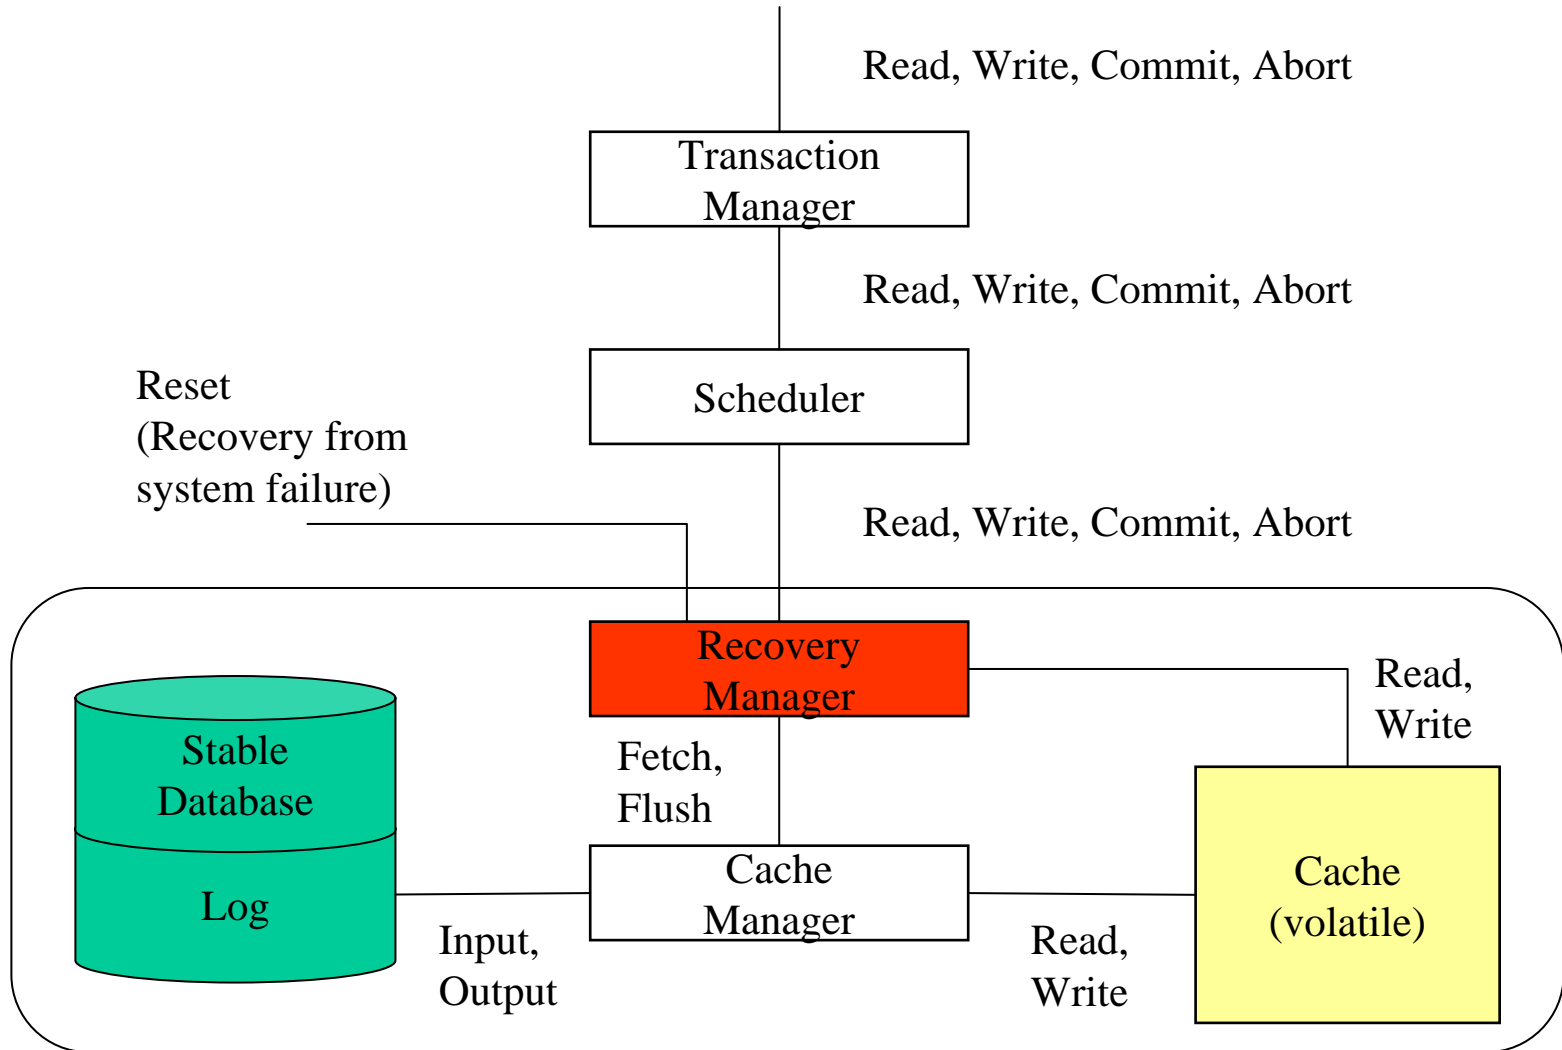 Read, Write, Commit, Abort
Transaction
Manager
Read, Write, Commit, Abort
Reset
(Recovery from
system failure)
Scheduler
Read, Write, Commit, Abort
Recovery
Manager
Read,
Write
Stable
Database
Fetch,
Flush
Cache
Manager
Cache
(volatile)
Log
Input,
Output
Read,
Write